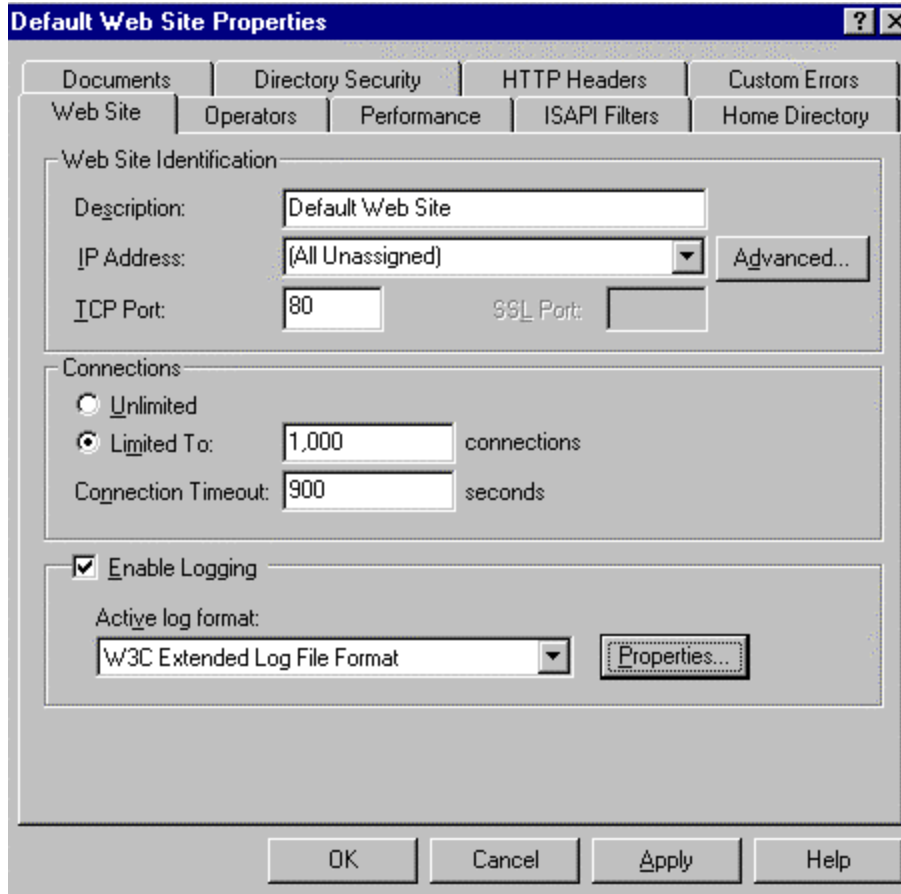 Default Web Site Properties
Documents Directory Security HTTP Headers Custom Errors
Web Site Operators Performance ISAPI Filters Home Directory
Web Site Identification
Description: Default Web Site
IP Address: (All Unassigned) Advanced...
TCP Port: 80 SSL Port:
Connections
Unlimited
Limited To: 1,000 connections
Connection Timeout: 900 seconds
Enable Logging
Active log format:
W3C Extended Log File Format Properties...
OK Cancel Apply Help